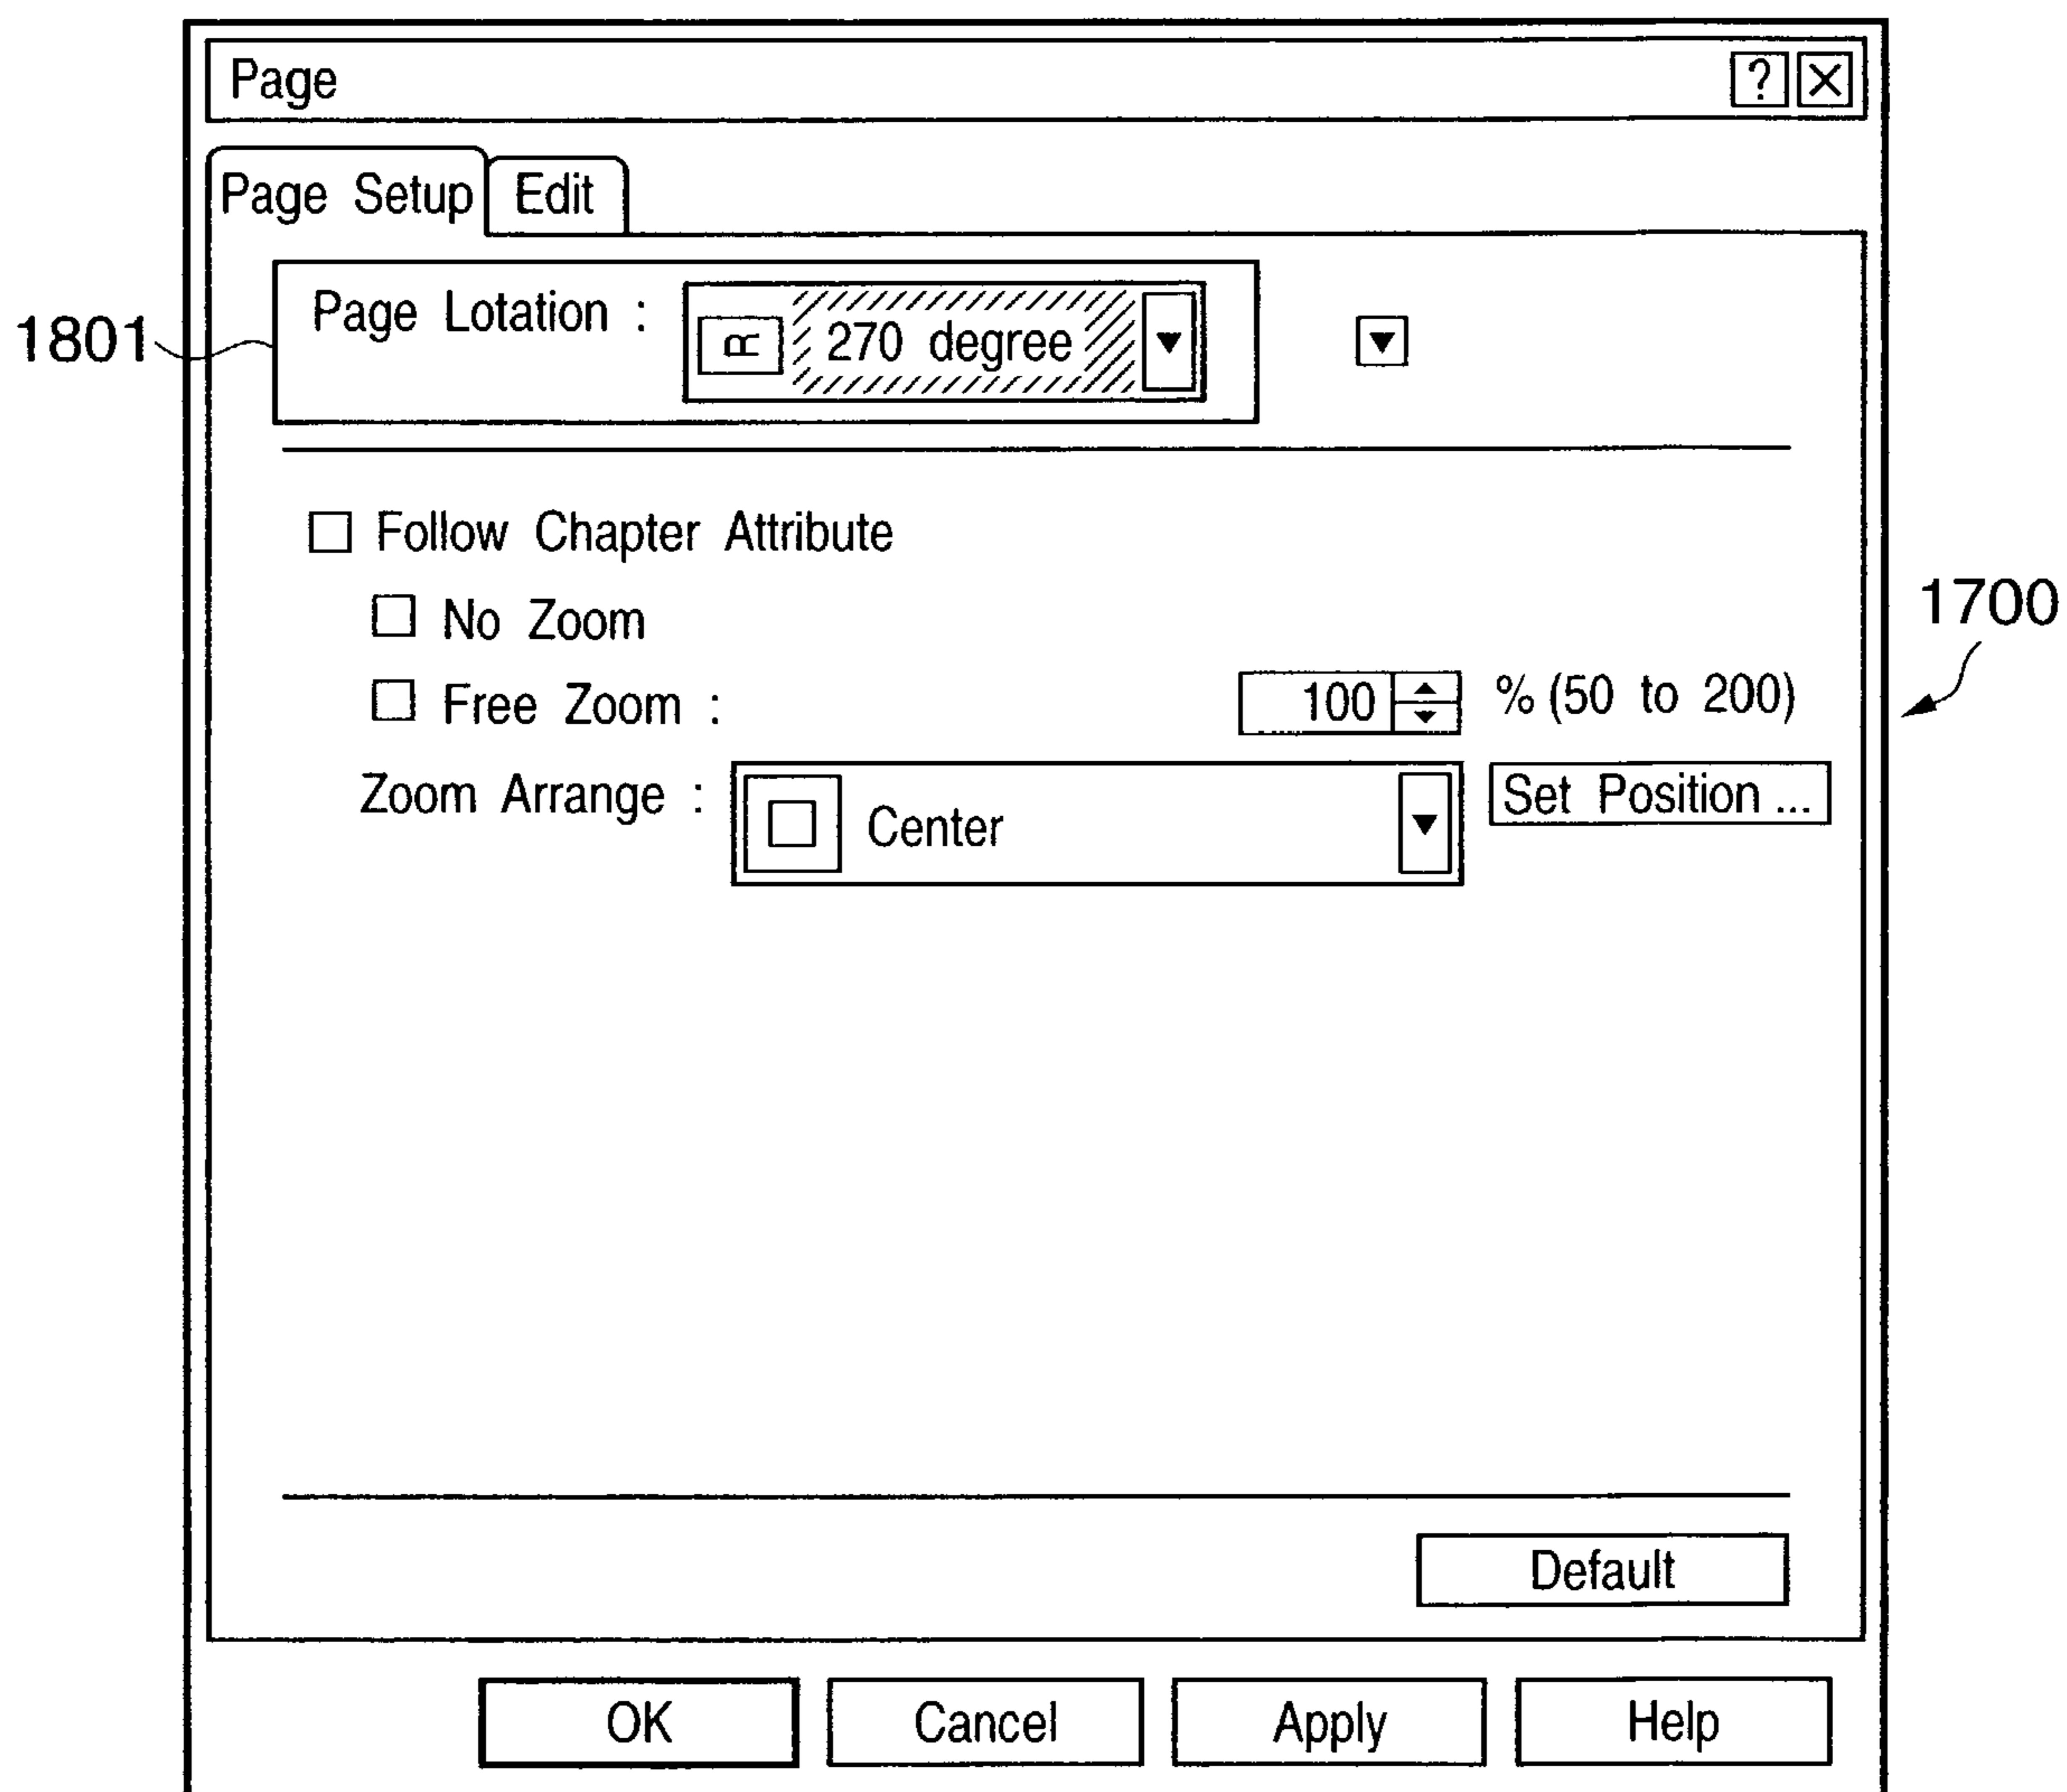 Page ?
Page Setup Edit
1801
Page Lotation : R 270 degree
Follow Chapter Attribute
No Zoom
1700
Free Zoom : 100 % (50 to 200)
Zoom Arrange : Center Set Position ...
Default
OK Cancel Apply Help